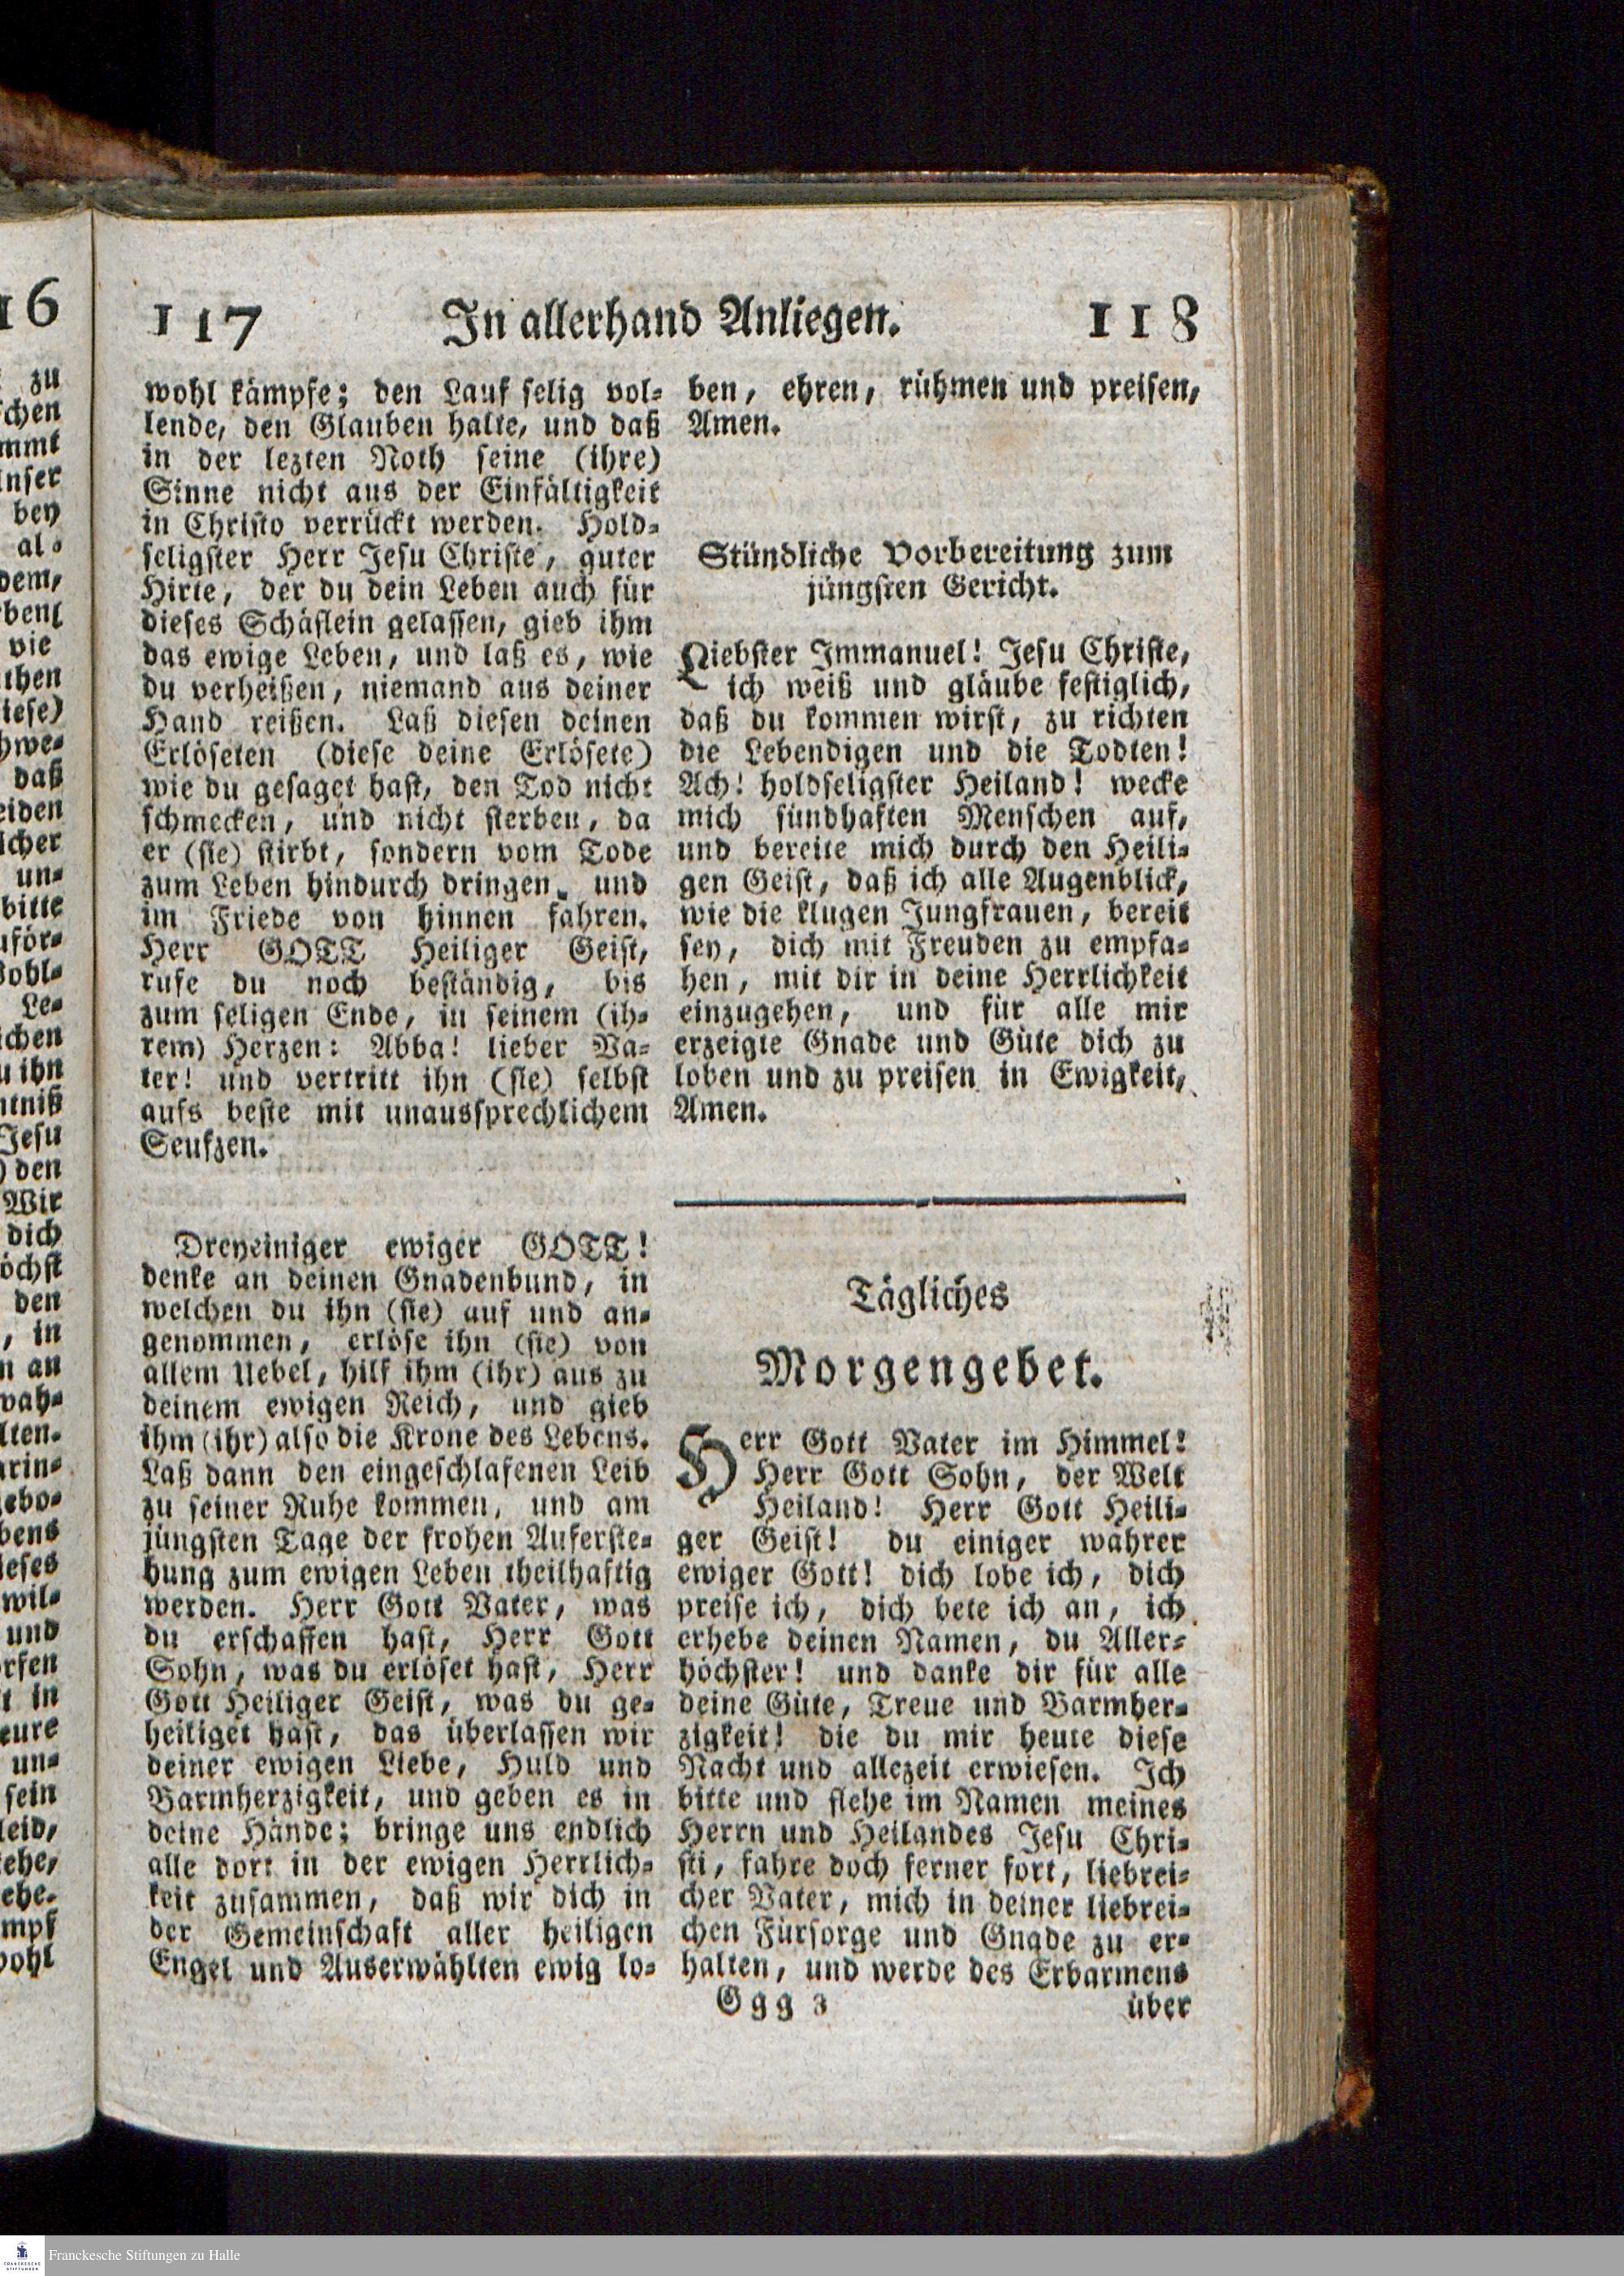 117 In allerhand Anliegen. 118
wohl kämpfe; den Lauf selig vol-
lende, den Glauben halte, und daß
in der lezten Noth seine (ihre)
Sinne nicht aus der Einfältigkeit
in Christo verrückt werden. Hold-
seligster Herr Jesu Christe, guter
Hirte, der du dein Leben auch für
dieses Schäflein gelassen, gieb ihm
das ewige Leben, und laß es, wie
du verheißen, niemand aus deiner
Hand reißen. Laß diesen deinen
Erlöseten (diese deine Erlösete)
wie du gesaget hast, den Tod nicht
schmecken, und nicht sterben, da
er (sie) stirbt, sondern vom Tode
zum Leben hindurch dringen, und
im Friede von hinnen fahren.
Herr GOTT Heiliger Geist,
rufe du noch beständig, bis
zum seligen Ende, in seinem (ih-
rem) Herzen: Abba! lieber Va-
ter! und vertritt ihn (sie) selbst
aufs beste mit unaussprechlichem
Seufzen.
Dreyeiniger ewiger GOTT!
denke an deinen Gnadenbund, in
welchen du ihn (sie) auf und an-
genommen, erlöse ihn (sie) von
allem Uebel, hilf ihm (ihr) aus zu
deinem ewigen Reich, und gieb
ihm (ihr) also die Krone des Lebens.
Laß dann den eingeschlafenen Leib
zu seiner Ruhe kommen, und am
jüngsten Tage der frohen Auferste-
hung zum ewigen Leben theilhaftig
werden. Herr Gott Vater, was
du erschaffen hast, Herr Gott
Sohn, was du erlöset hast, Herr
Gott Heiliger Geist, was du ge-
heiliget hast, das überlassen wir
deiner ewigen Liebe, Huld und
Barmherzigkeit, und geben es in
deine Hände; bringe uns endlich
alle dort in der ewigen Herrlich-
keit zusammen, daß wir dich in
der Gemeinschaft aller heiligen
Engel und Auserwählten ewig lo-
ben, ehren, rühmen und preisen,
Amen.
Stündliche Vorbereitung zum
jüngsten Gericht.
Liebster Immanuel! Jesu Christe,
ich weiß und gläube festiglich,
daß du kommen wirst, zu richten
die Lebendigen und die Todten!
Ach! holdseligster Heiland! wecke
mich sündhaften Menschen auf,
und bereite mich durch den Heili-
gen Geist, daß ich alle Augenblick,
wie die klugen Jungfrauen, bereit
sey, dich mit Freuden zu empfa-
hen, mit dir in deine Herrlichkeit
einzugehen, und für alle mir
erzeigte Gnade und Güte dich zu
loben und zu preisen in Ewigkeit,
Amen.
Tägliches
Morgengebet.
Herr Gott Vater im Himmel!
Herr Gott Sohn, der Welt
Heiland! Herr Gott Heili-
ger Geist! du einiger wahrer
ewiger Gott! dich lobe ich, dich
preise ich, dich bete ich an, ich
erhebe deinen Namen, du Aller-
höchster! und danke dir für alle
deine Güte, Treue und Barmher-
zigkeit! die du mir heute diese
Nacht und allezeit erwiesen. Ich
bitte und flehe im Namen meines
Herrn und Heilandes Jesu Chri-
sti, fahre doch ferner fort, liebrei-
cher Vater, mich in deiner liebrei-
chen Fürsorge und Gnade zu er-
halten, und werde des Erbarmens
Ggg 3 über
Franckesche Stiftungen zu Halle